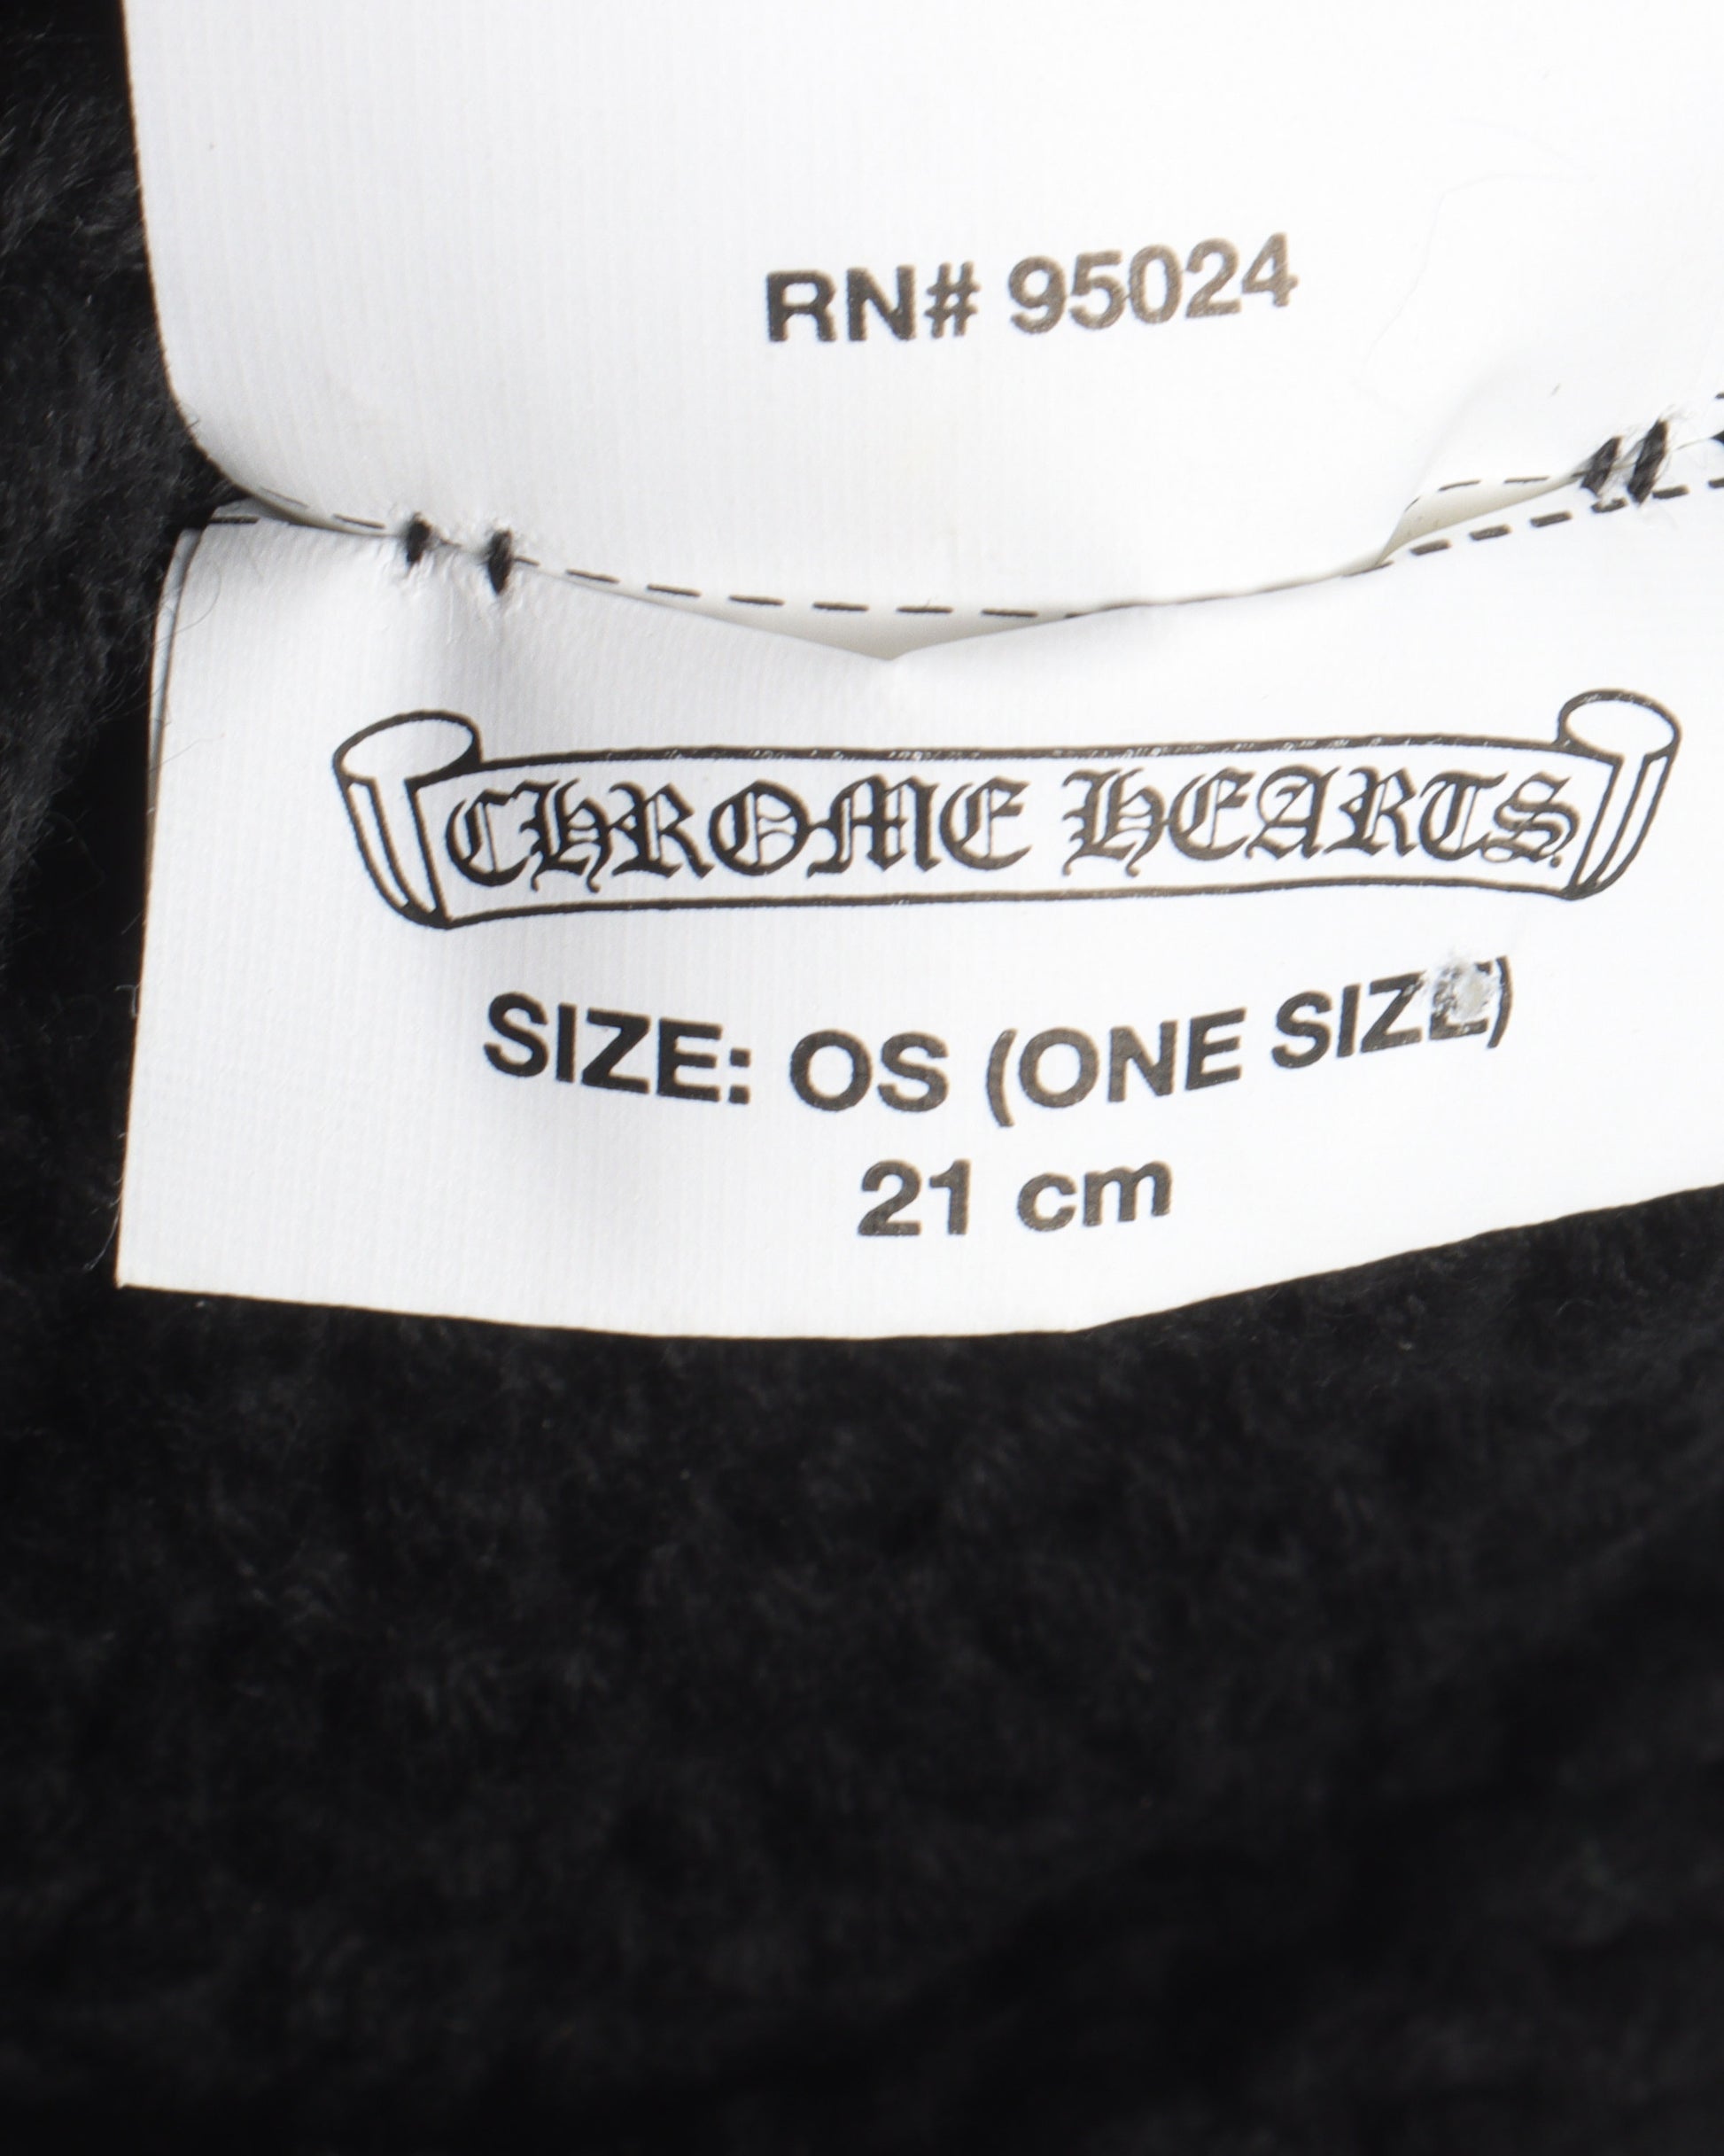 RN# 95024
CHROME HEARTS
SIZE: OS (ONE SIZE)
21 cm